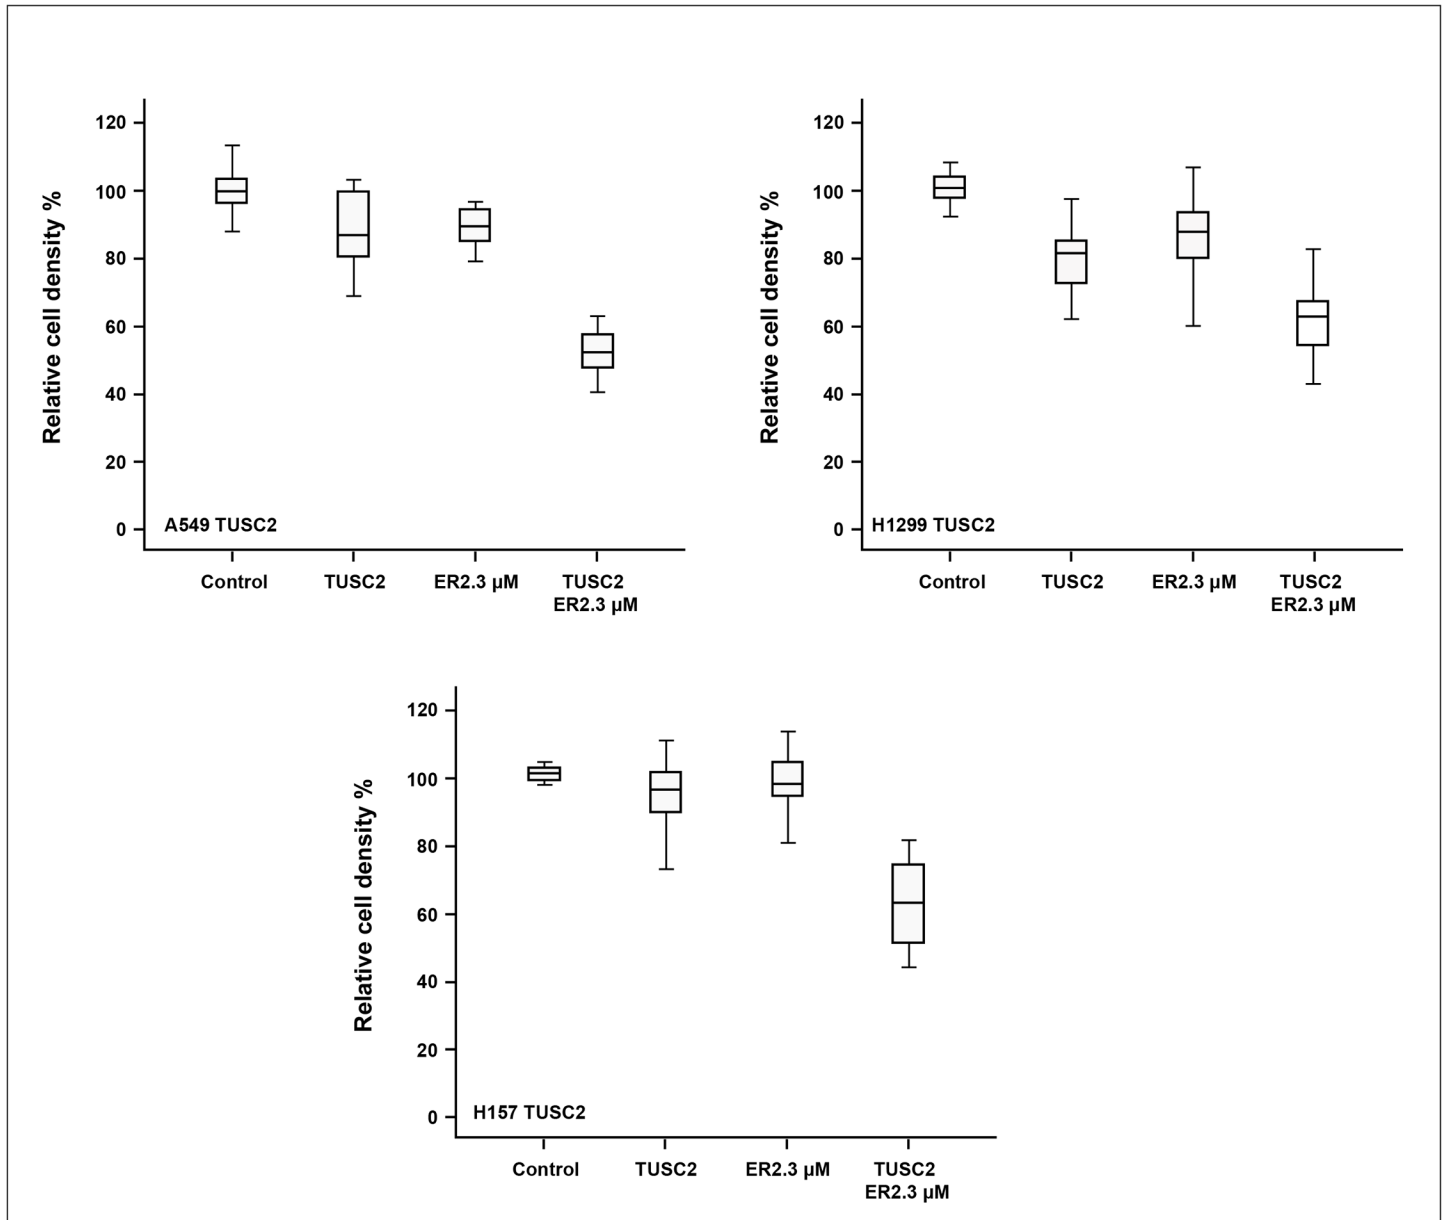 120
100
80
60
40
20
0
Relative cell density %
A549 TUSC2
Control
TUSC2
ER2.3 µM
TUSC2
ER2.3 µM
120
100
80
60
40
20
0
Relative cell density %
H1299 TUSC2
Control
TUSC2
ER2.3 µM
TUSC2
ER2.3 µM
120
100
80
60
40
20
0
Relative cell density %
H157 TUSC2
Control
TUSC2
ER2.3 µM
TUSC2
ER2.3 µM